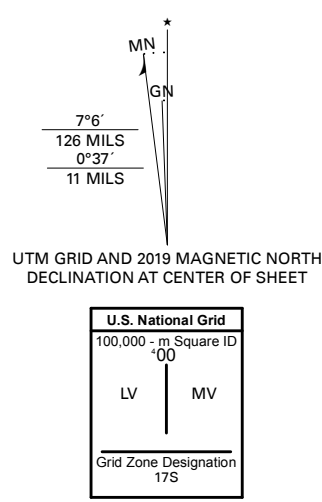 MN
GN
7°6´
126 MILS
0°37´
11 MILS
UTM GRID AND 2019 MAGNETIC NORTH
DECLINATION AT CENTER OF SHEET
U.S. National Grid
100,000 - m Square ID
⁴00
LV MV
Grid Zone Designation
17S